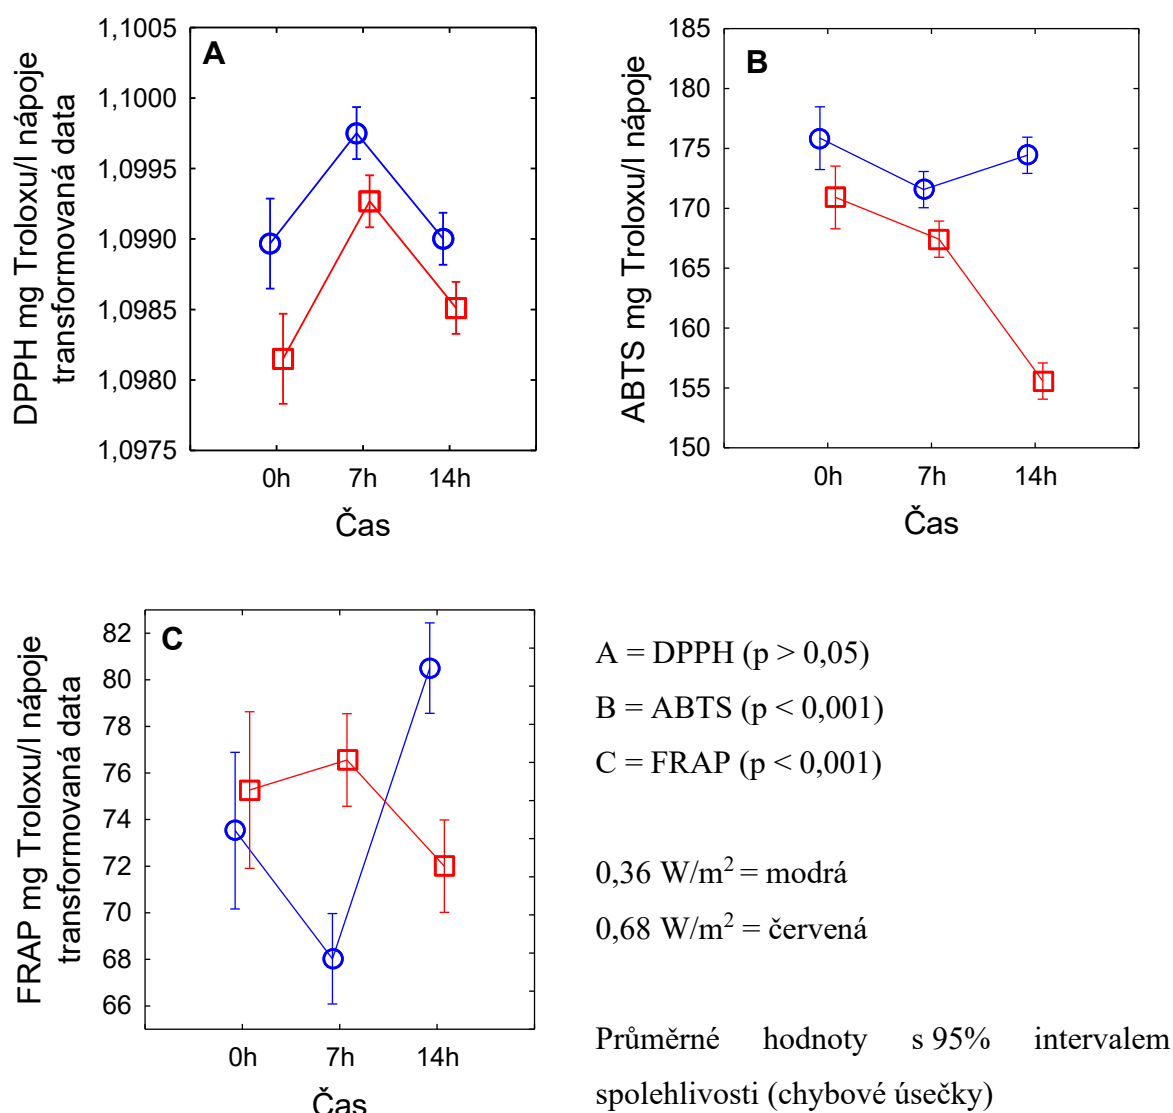 A
DPPH mg Troloxu/l nápoje
transformovaná data
1,1005
1,1000
1,0995
1,0990
1,0985
1,0980
1,0975
0h 7h 14h
Čas
B
ABTS mg Troloxu/l nápoje
185
180
175
170
165
160
155
150
0h 7h 14h
Čas
C
FRAP mg Troloxu/l nápoje
transformovaná data
82
80
78
76
74
72
70
68
66
0h 7h 14h
Čas
A = DPPH (p > 0,05)
B = ABTS (p < 0,001)
C = FRAP (p < 0,001)
0,36 W/m² = modrá
0,68 W/m² = červená
Průměrné hodnoty s 95% intervalem
spolehlivosti (chybové úsečky)